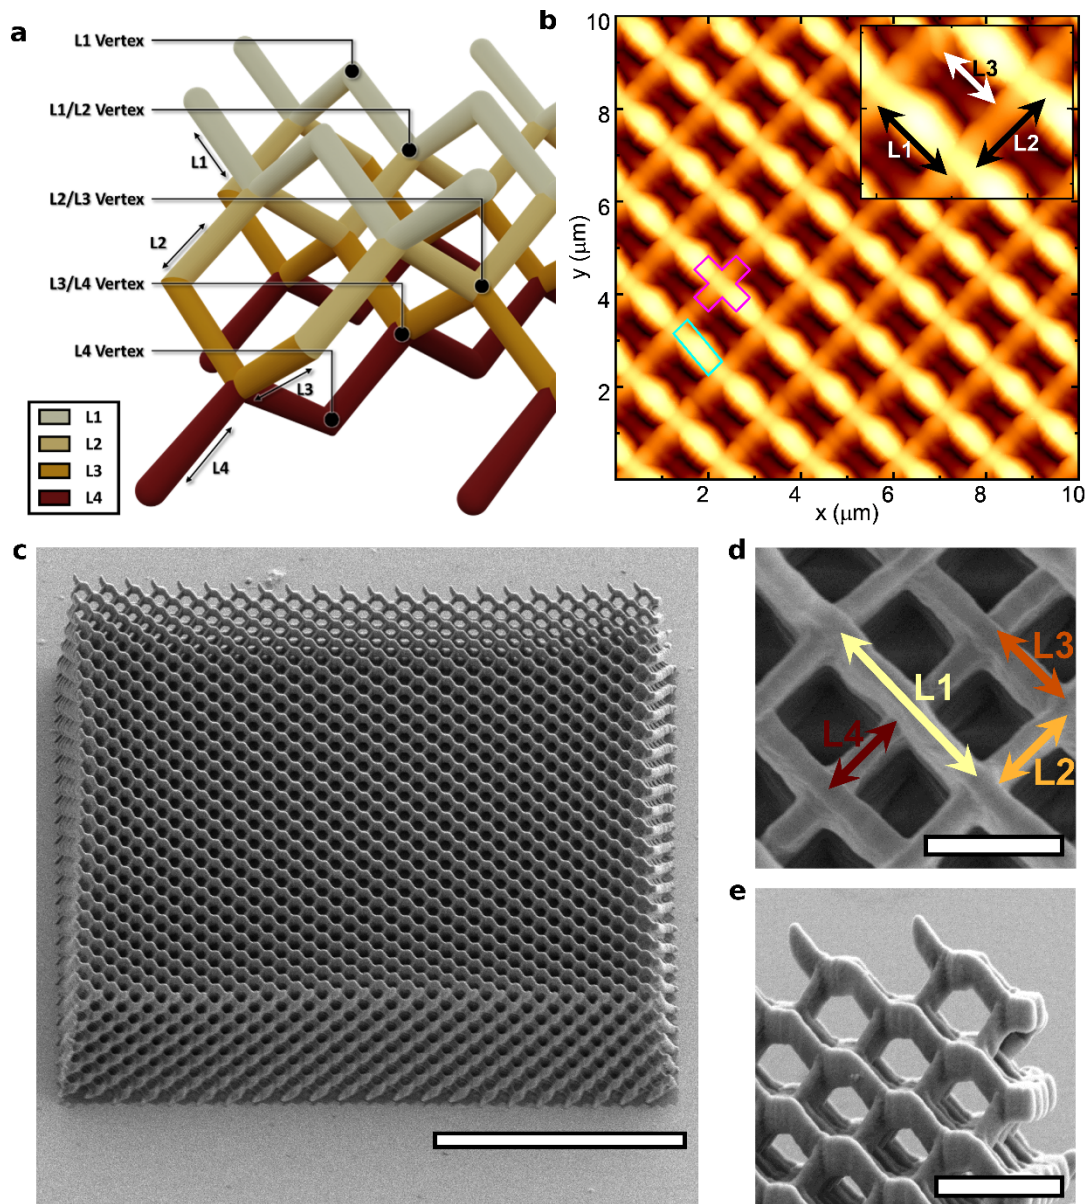 a
L1 Vertex
L1/L2 Vertex
L1
L2/L3 Vertex
L2
L3/L4 Vertex
L4 Vertex
L3
L4
L1
L2
L3
L4
b
10
8
6
4
2
y (μm)
2
4
6
8
10
x (μm)
L3
L1
L2
c
d
L3
L1
L4
L2
e